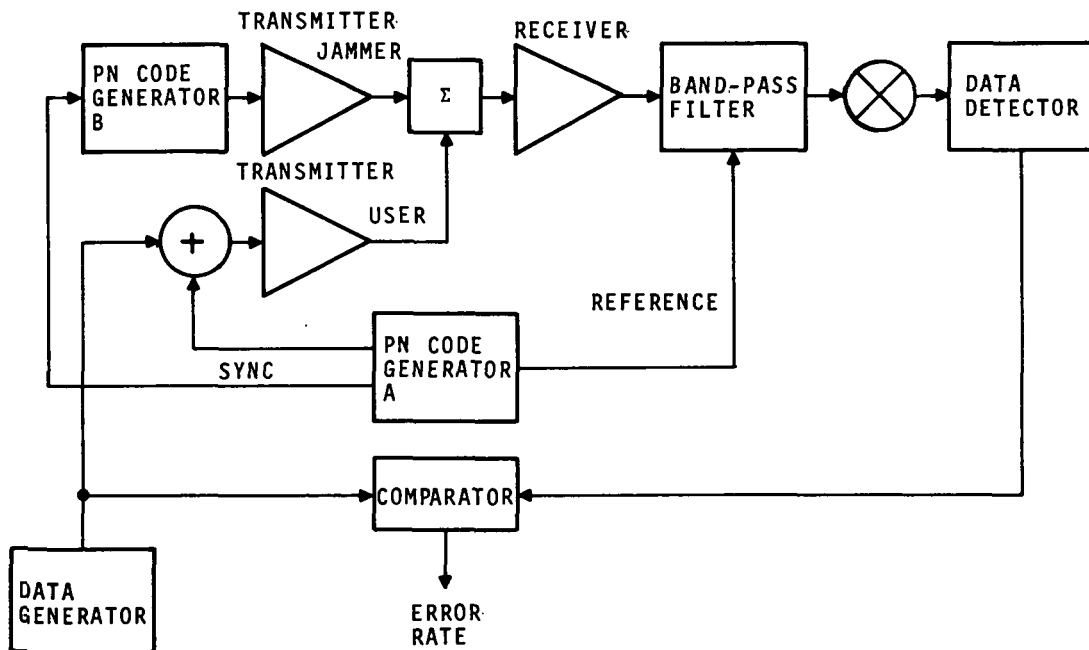 TRANSMITTER
JAMMER
RECEIVER
PN CODE
GENERATOR
B
Σ
BAND-PASS
FILTER
DATA
DETECTOR
TRANSMITTER
USER
+
REFERENCE
PN CODE
GENERATOR
A
SYNC
COMPARATOR
DATA
GENERATOR
ERROR
RATE